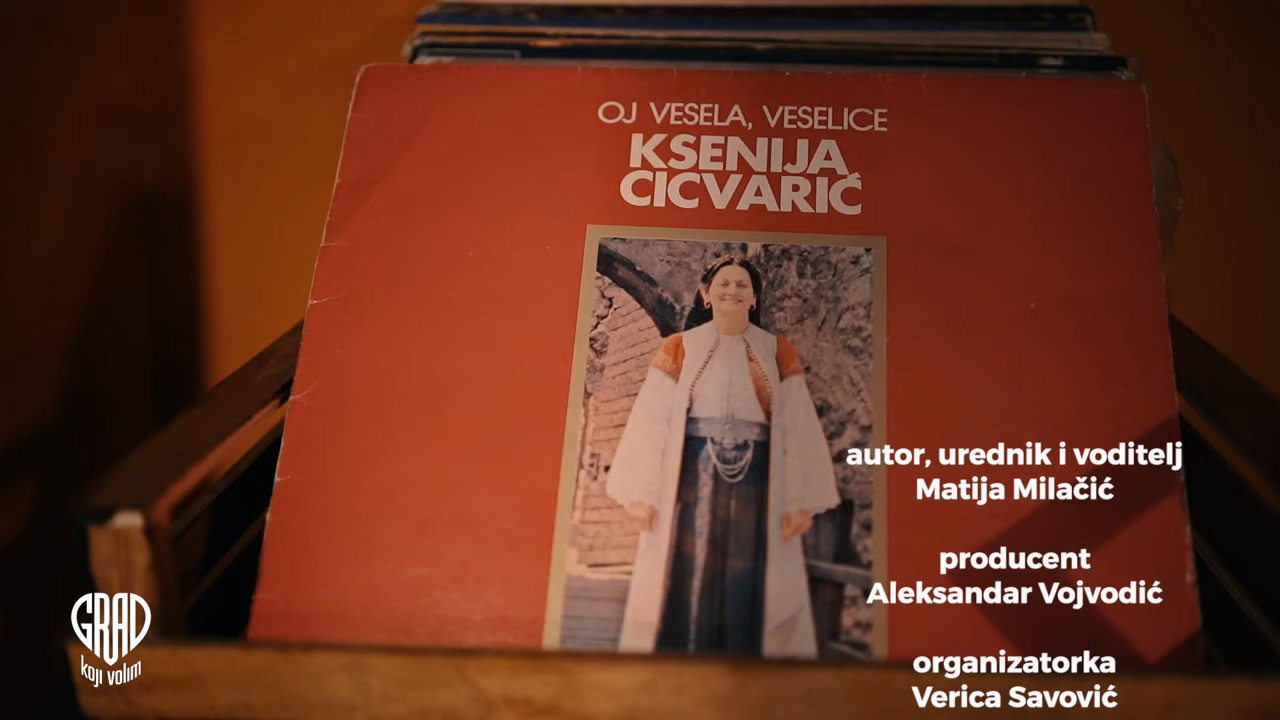 OJ VESELA, VESELICE
KSENIJA
CICVARIĆ
autor, urednik i voditelj
Matija Milačić
producent
Aleksandar Vojvodić
organizatorka
Verica Savović
GRAD
koji volim